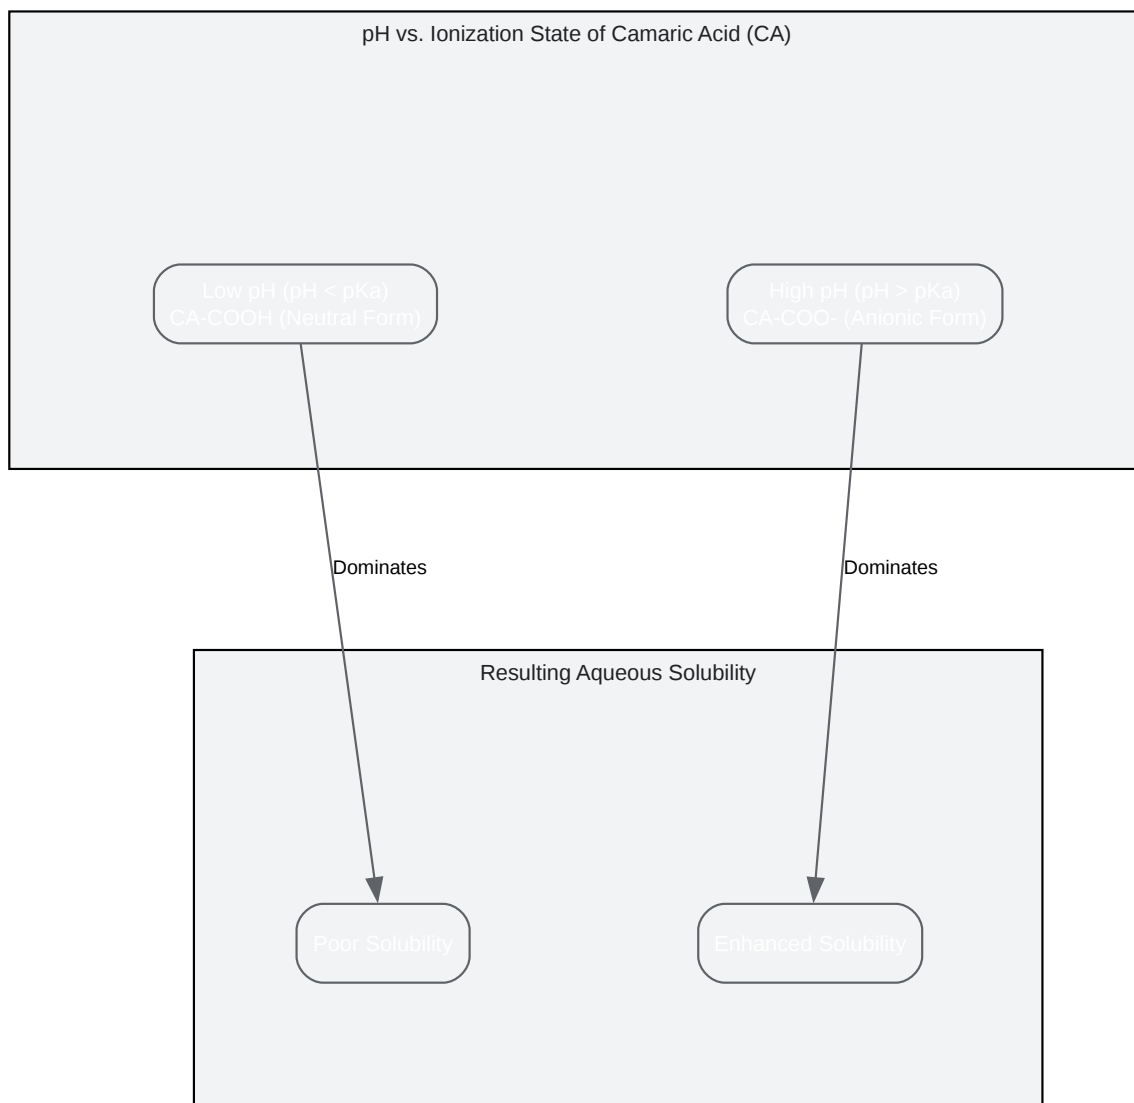 pH vs. Ionization State of Camaric Acid (CA)
Low pH (pH < pKa)
CA-COOH (Neutral Form)
High pH (pH > pKa)
CA-COO- (Anionic Form)
Dominates
Dominates
Resulting Aqueous Solubility
Poor Solubility
Enhanced Solubility